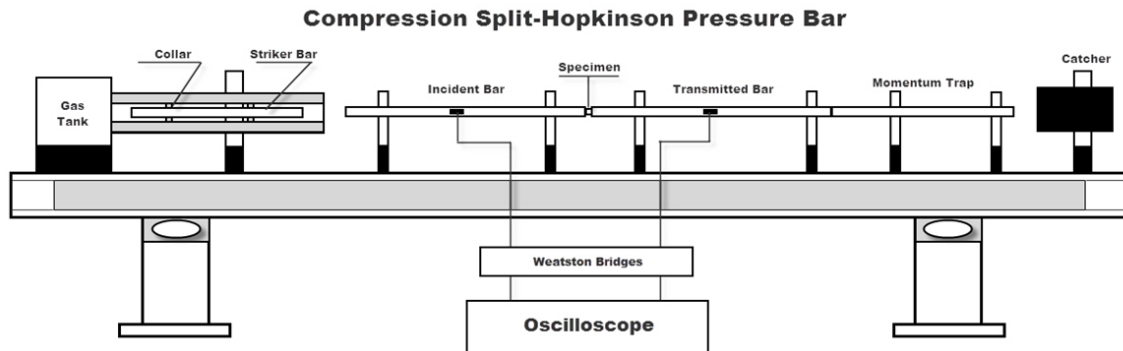 Compression Split-Hopkinson Pressure Bar
Collar
Striker Bar
Specimen
Catcher
Incident Bar
Transmitted Bar
Momentum Trap
Gas
Tank
Weatston Bridges
Oscilloscope